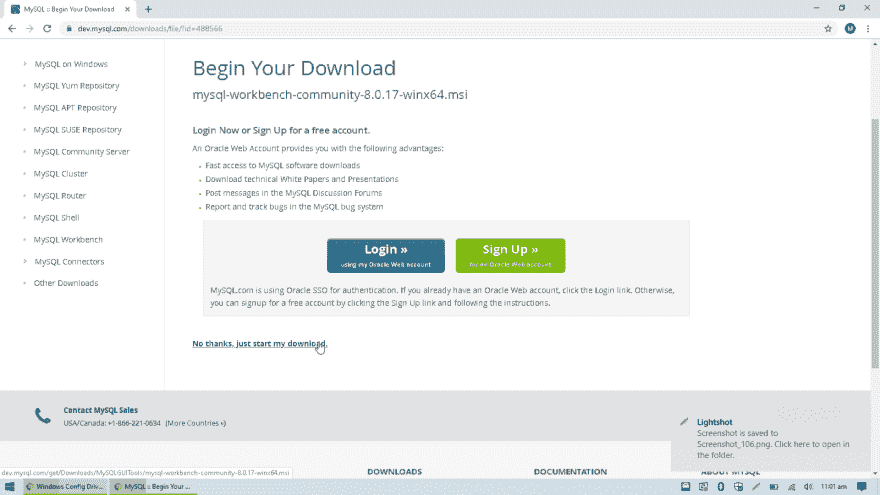 MySQL :: Begin Your Download
dev.mysql.com/downloads/file/?id=488566
MySQL on Windows
MySQL Yum Repository
MySQL APT Repository
MySQL SUSE Repository
MySQL Community Server
MySQL Cluster
MySQL Router
MySQL Shell
MySQL Workbench
MySQL Connectors
Other Downloads
Begin Your Download
mysql-workbench-community-8.0.17-winx64.msi
Login Now or Sign Up for a free account.
An Oracle Web Account provides you with the following advantages:
Fast access to MySQL software downloads
Download technical White Papers and Presentations
Post messages in the MySQL Discussion Forums
Report and track bugs in the MySQL bug system
Login »
using my Oracle Web account
Sign Up »
for an Oracle Web account
MySQL.com is using Oracle SSO for authentication. If you already have an Oracle Web account, click the Login link. Otherwise,
you can signup for a free account by clicking the Sign Up link and following the instructions.
No thanks, just start my download.
Contact MySQL Sales
USA/Canada: +1-866-221-0634 (More Countries »)
Lightshot
Screenshot is saved to
Screenshot_106.png. Click here to open in
the folder.
dev.mysql.com/get/Downloads/MySQLGUITools/mysql-workbench-community-8.0.17-winx64.msi
DOWNLOADS
DOCUMENTATION
ABOUT MYSQL
Windows Config Driv...
MySQL :: Begin Your ...
11:01 am
M